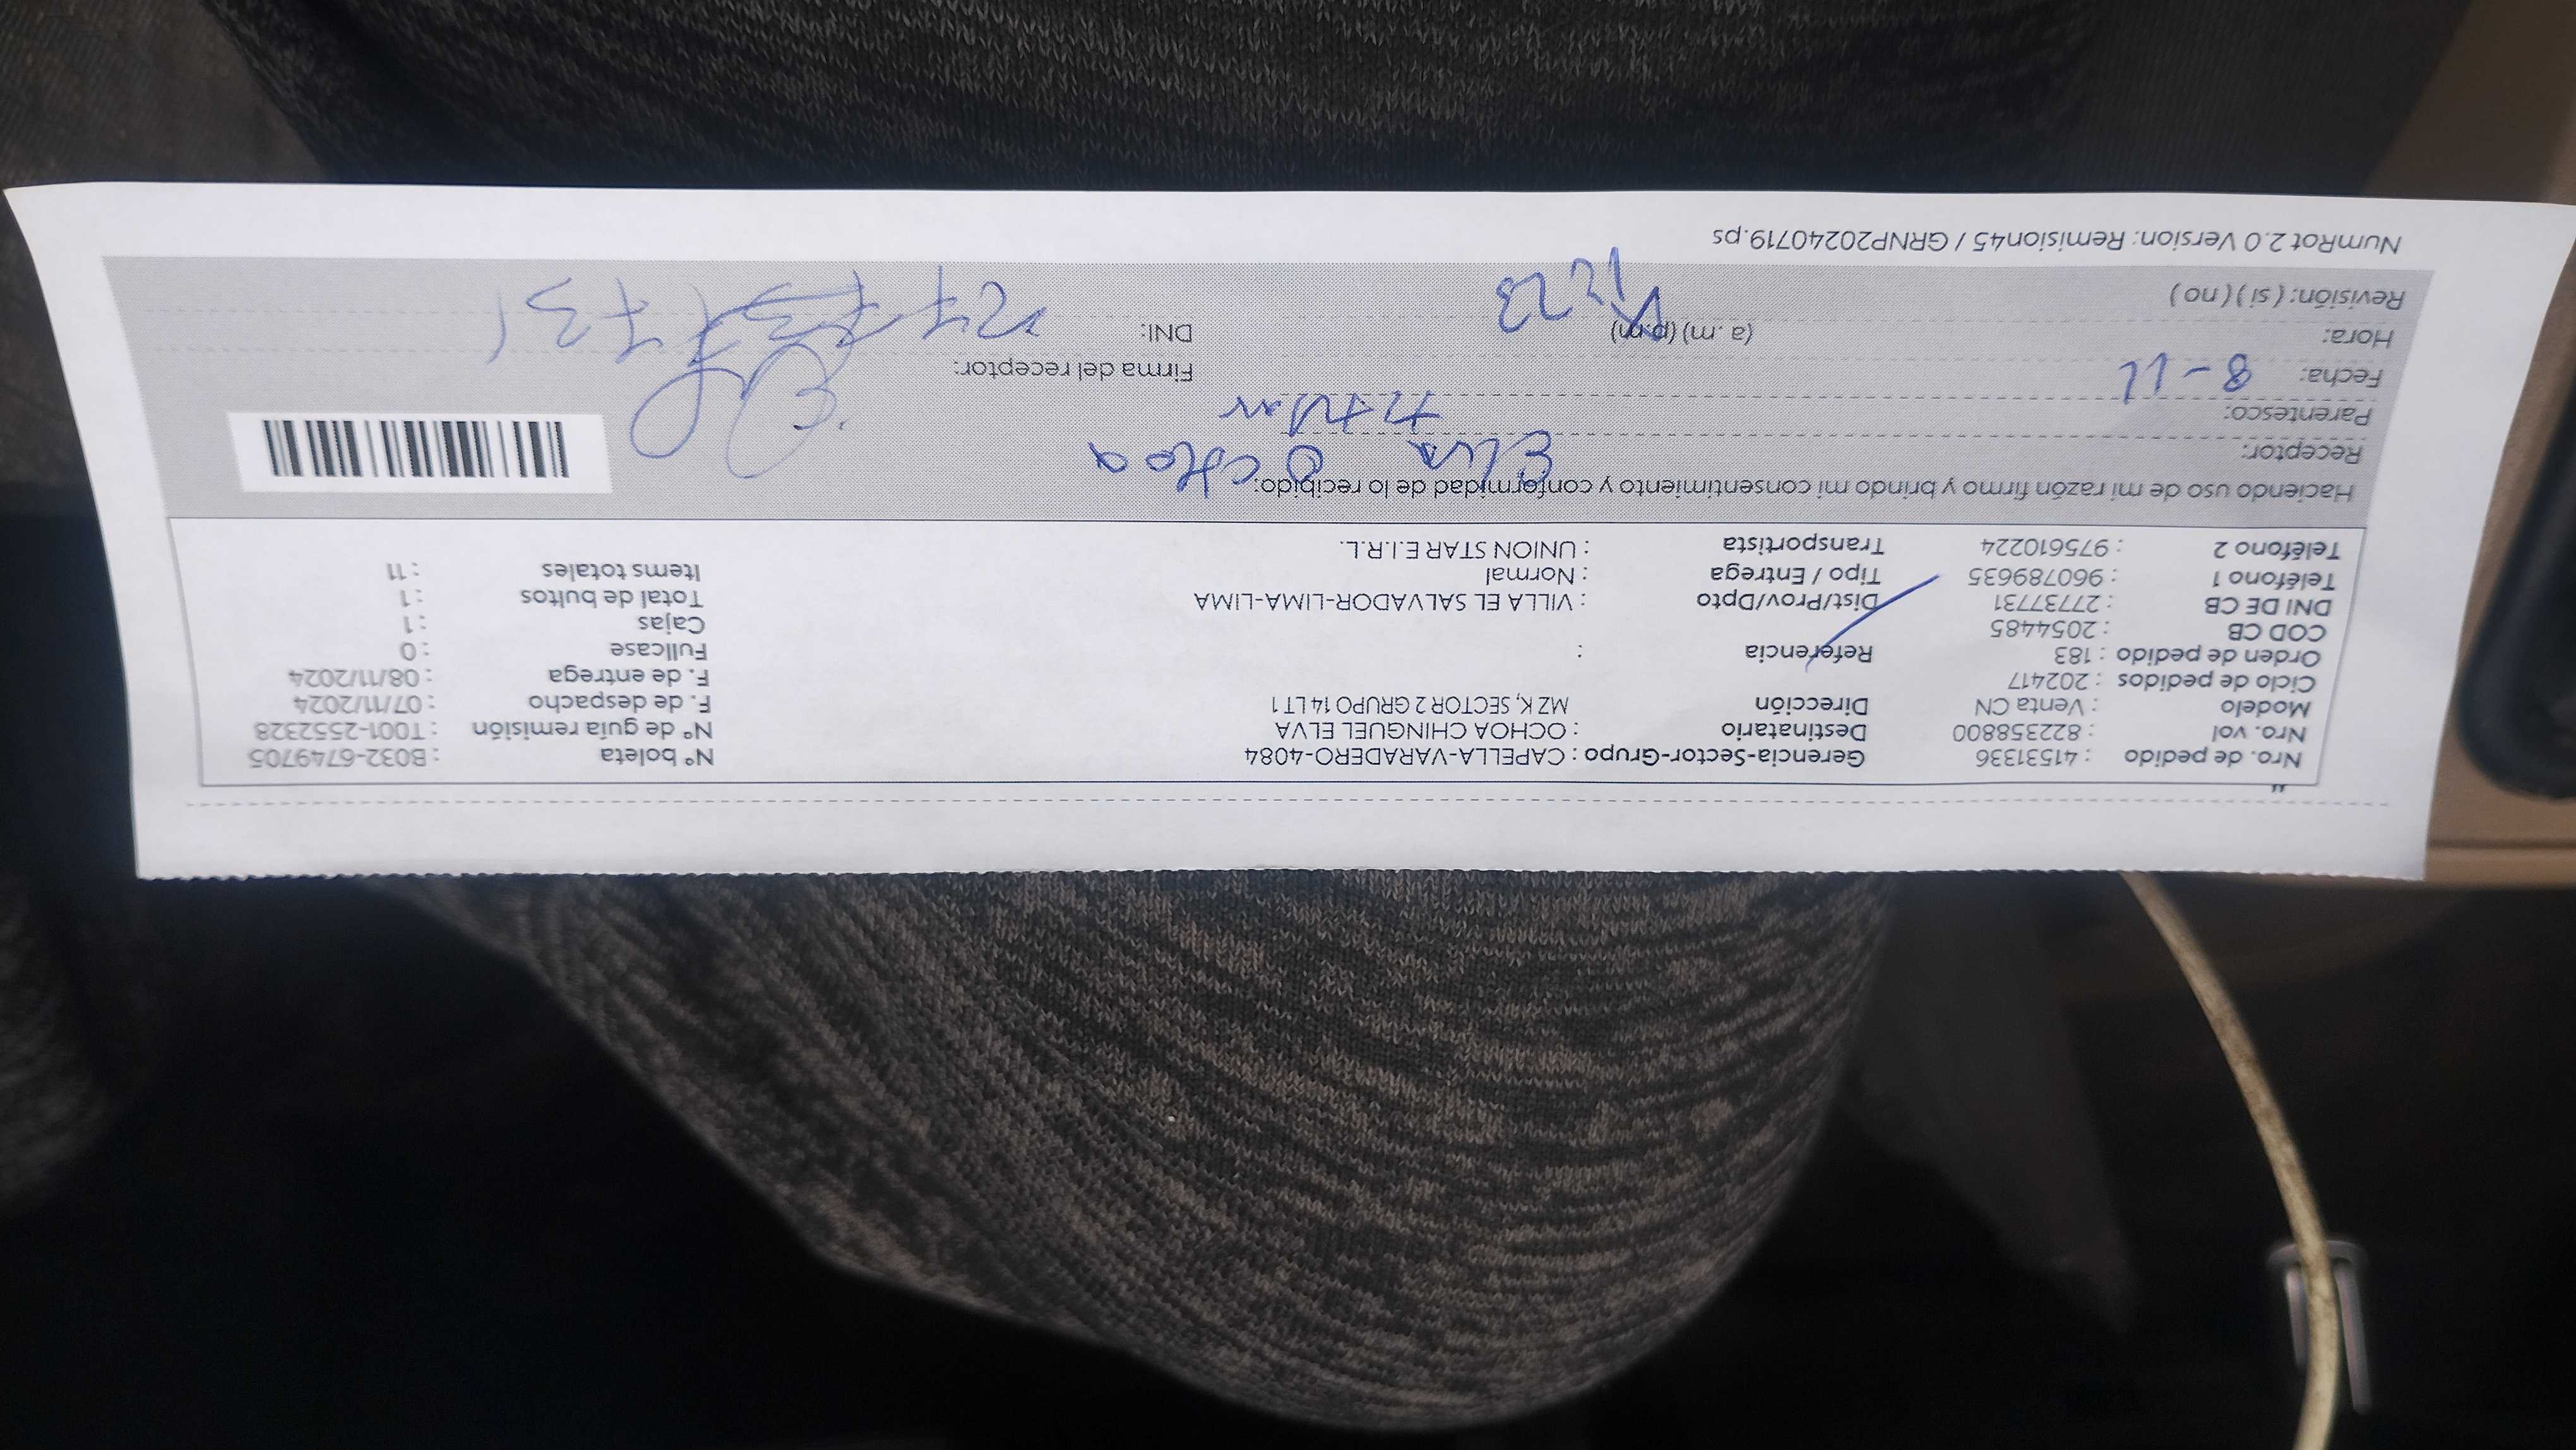 Nro. de pedido : 41531336
Nro. vol : 822358800
Modelo : Venta CN
Ciclo de pedidos : 202417
Orden de pedido : 183
COD CB : 2054485
DNI DE CB : 27737731
Teléfono 1 : 960789635
Teléfono 2 : 975610224
Gerencia-Sector-Grupo : CAPELLA-VARADERO-4084
Destinatario : OCHOA CHINGUEL ELVA
Dirección MZ K, SECTOR 2 GRUPO 14 LT 1
Referencia :
Dist/Prov/Dpto : VILLA EL SALVADOR-LIMA-LIMA
Tipo / Entrega : Normal
Transportista : UNION STAR E.I.R.L.
N° boleta : B032-6749705
N° de guía remisión : T001-2552328
F. de despacho : 07/11/2024
F. de entrega : 08/11/2024
Fullcase : 0
Cajas : 1
Total de bultos : 1
Items totales : 11
Haciendo uso de mi razón firmo y brindo mi consentimiento y conformidad de lo recibido:
Receptor: Elva Ochoa
Parentesco: titular
Fecha: 8-11
Hora: (a. m) (p.m)
Revisión: ( si ) ( no )
Firma del receptor:
DNI:
NumRot 2.0 Version: Remision45 / GRNP20240719.ps